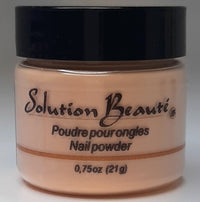 Solution Beauté
Poudre pour ongles
Nail powder
0,75oz (21g)